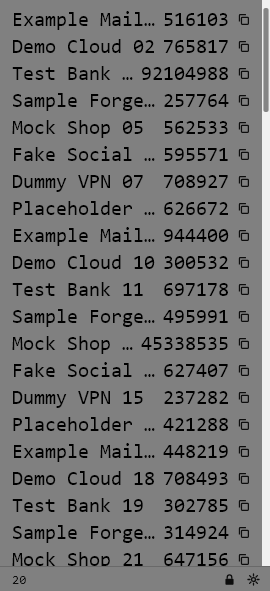 Example Mail… 516103
Demo Cloud 02 765817
Test Bank … 92104988
Sample Forge… 257764
Mock Shop 05 562533
Fake Social … 595571
Dummy VPN 07 708927
Placeholder … 626672
Example Mail… 944400
Demo Cloud 10 300532
Test Bank 11 697178
Sample Forge… 495991
Mock Shop … 45338535
Fake Social … 627407
Dummy VPN 15 237282
Placeholder … 421288
Example Mail… 448219
Demo Cloud 18 708493
Test Bank 19 302785
Sample Forge… 314924
Mock Shop 21 647156
20